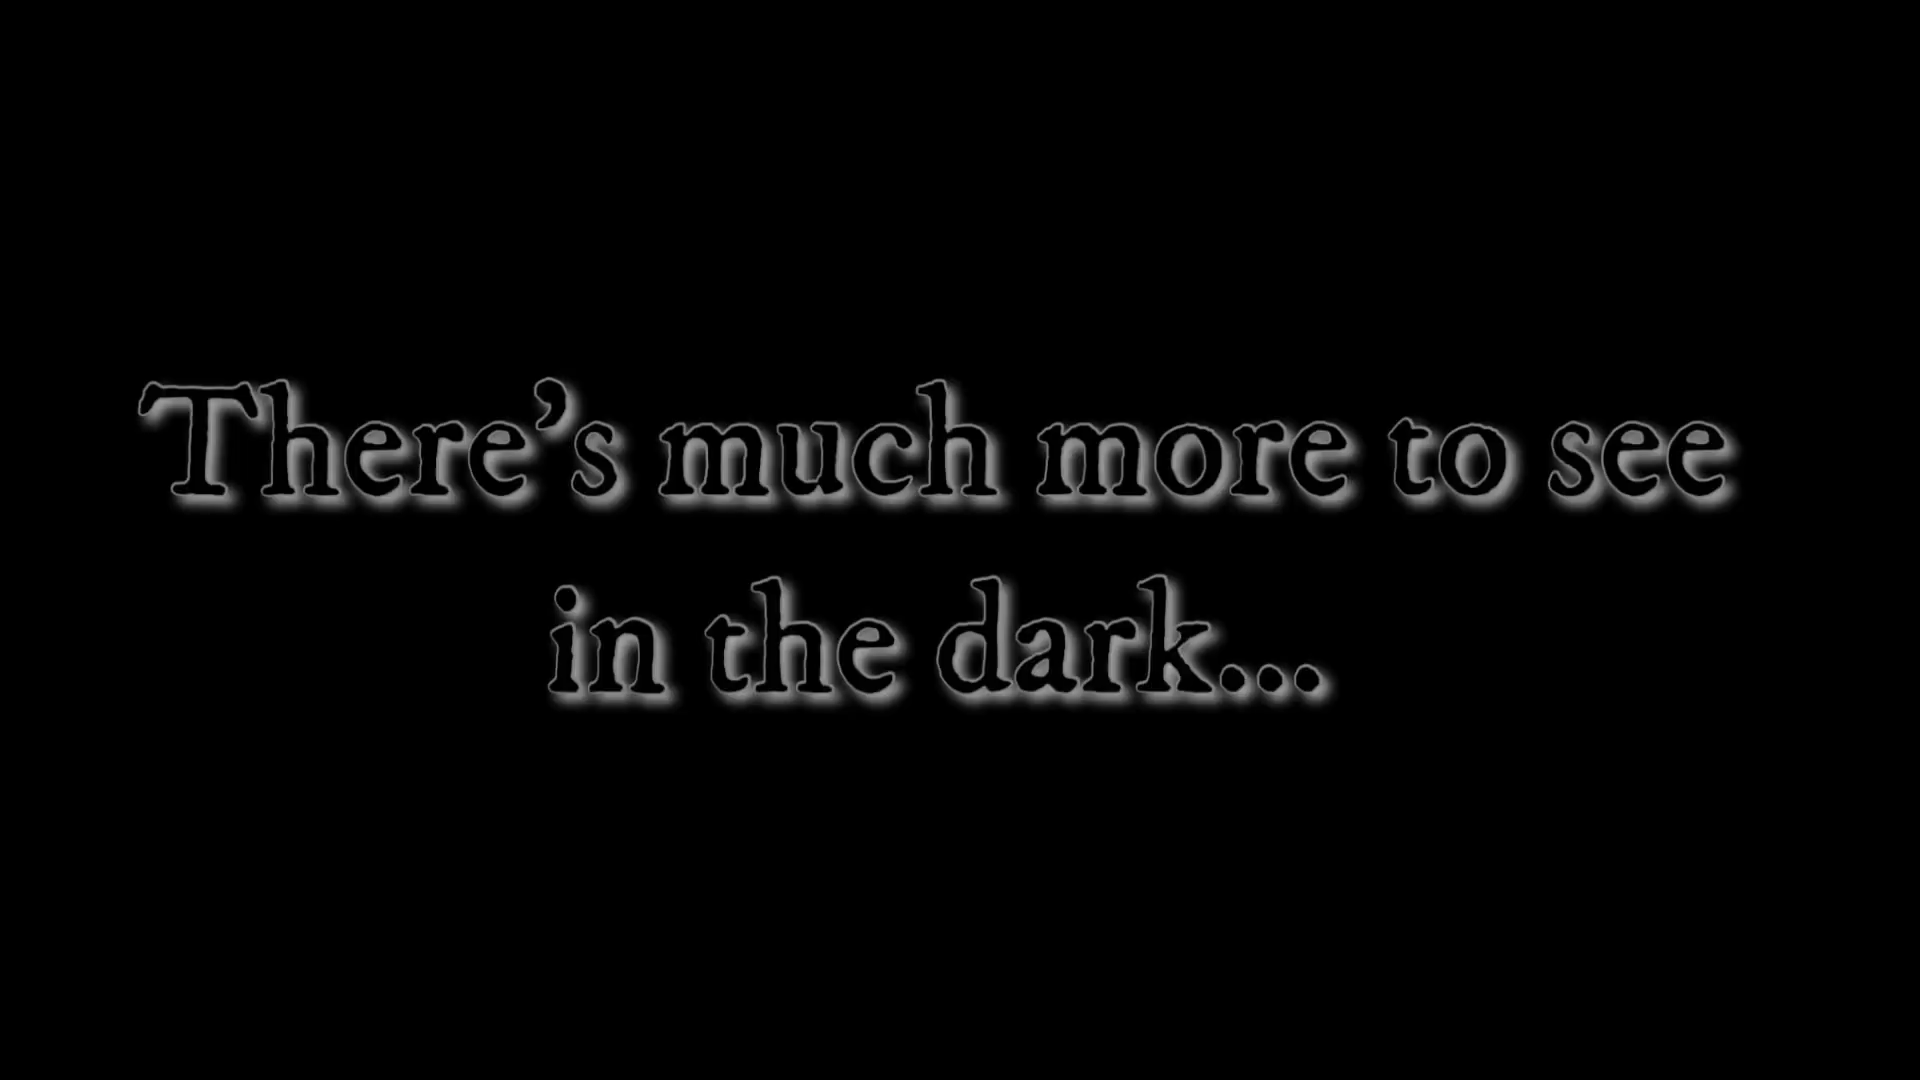 There’s much more to see
in the dark...